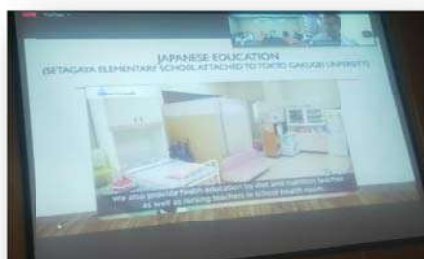 JAPANESE EDUCATION
(SETAGAYA ELEMENTARY SCHOOL ATTACHED TO TOKYO GAKUGEI UNIVERSITY)
We also provide health education by diet and nutrition teacher
as well as nursing teachers in school health room.